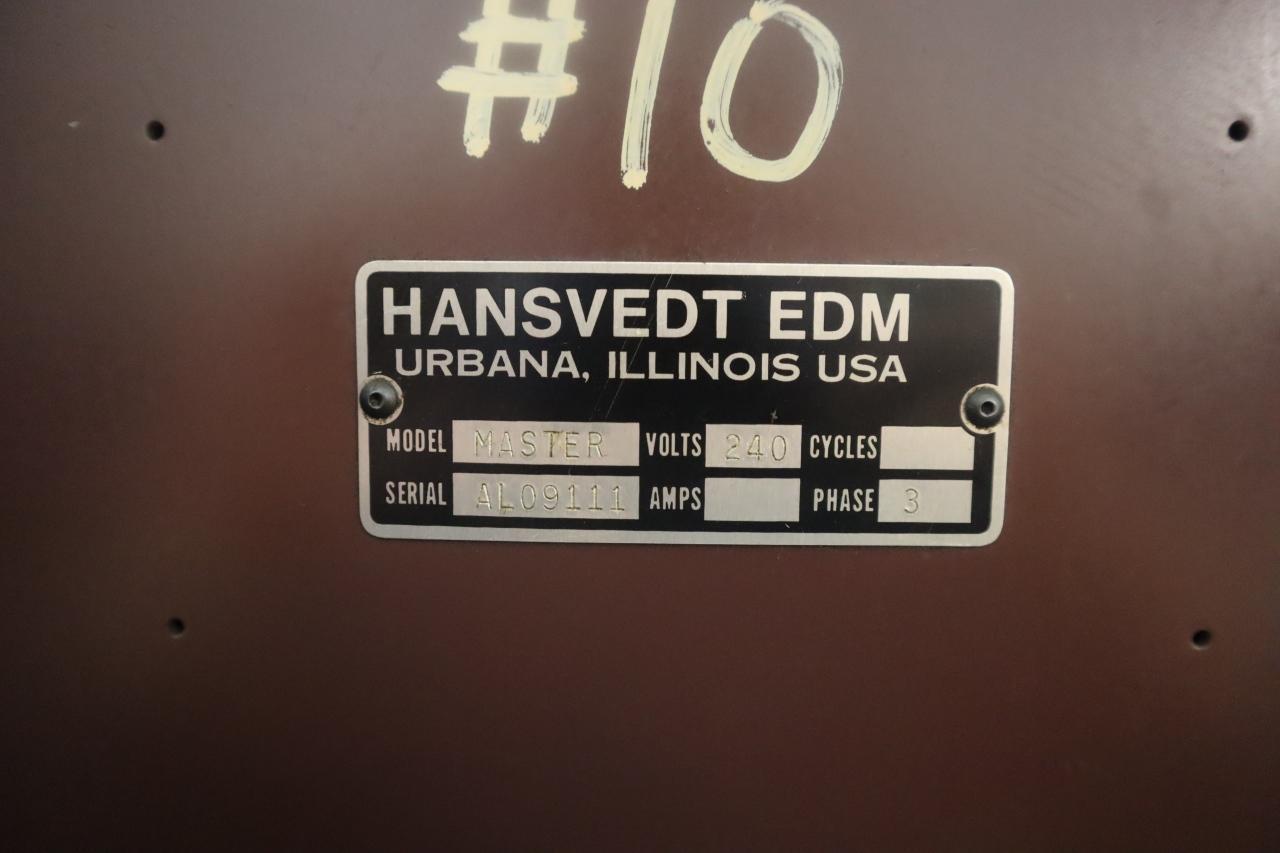 #10
HANSVEDT EDM
URBANA, ILLINOIS USA
MODEL MASTER VOLTS 240 CYCLES
SERIAL AL09111 AMPS PHASE 3